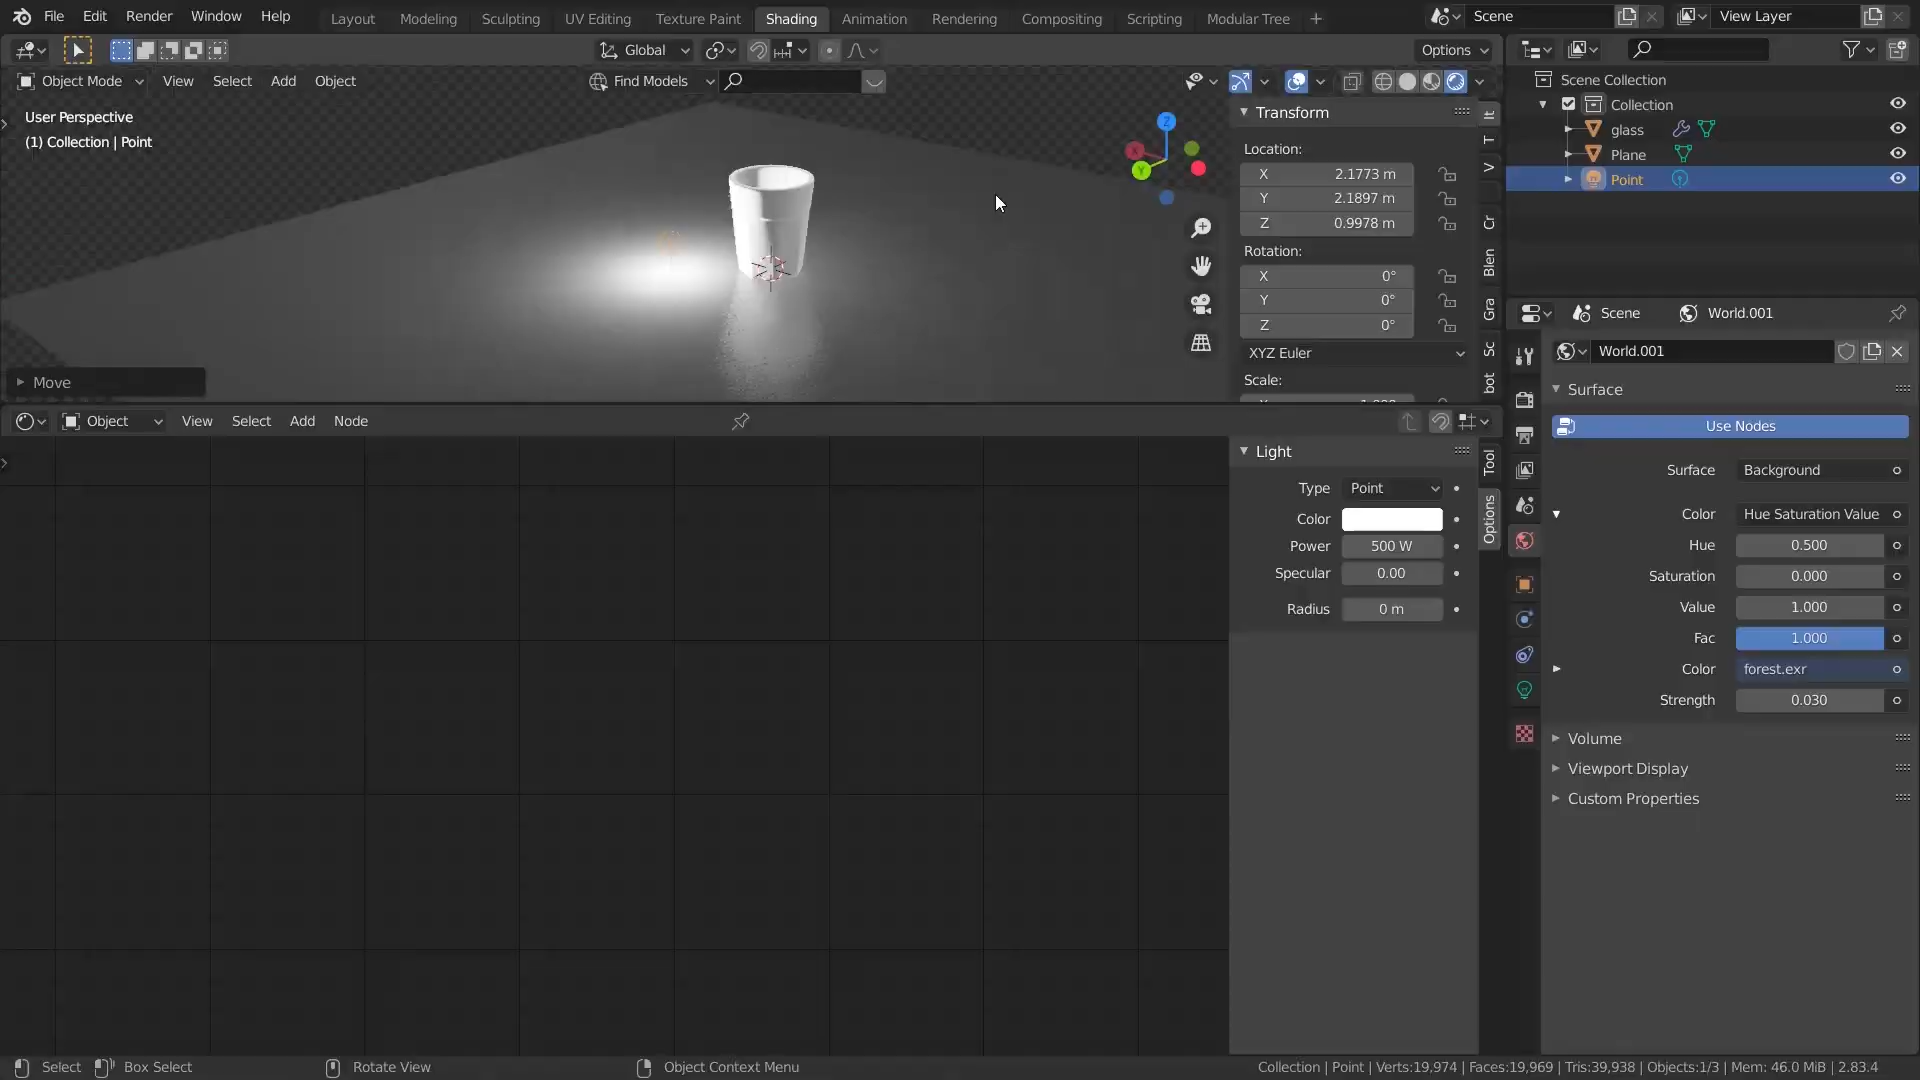 File Edit Render Window Help Layout Modeling Sculpting UV Editing Texture Paint Shading Animation Rendering Compositing Scripting Modular Tree + Scene View Layer
Global Options
Object Mode View Select Add Object Find Models
User Perspective
(1) Collection | Point
Z
X
Y
Move
Transform
Location:
X 2.1773 m
Y 2.1897 m
Z 0.9978 m
Rotation:
X 0°
Y 0°
Z 0°
XYZ Euler
Scale:
It
T
V
Cr
Blen
Gra
Sc
bot
Scene Collection
Collection
glass
Plane
Point
Scene World.001
World.001
Surface
Use Nodes
Surface Background
Color Hue Saturation Value
Hue 0.500
Saturation 0.000
Value 1.000
Fac 1.000
Color forest.exr
Strength 0.030
Volume
Viewport Display
Custom Properties
Object View Select Add Node
Light
Type Point
Color
Power 500 W
Specular 0.00
Radius 0 m
Tool
Options
Select Box Select Rotate View Object Context Menu Collection | Point | Verts:19,974 | Faces:19,969 | Tris:39,938 | Objects:1/3 | Mem: 46.0 MiB | 2.83.4